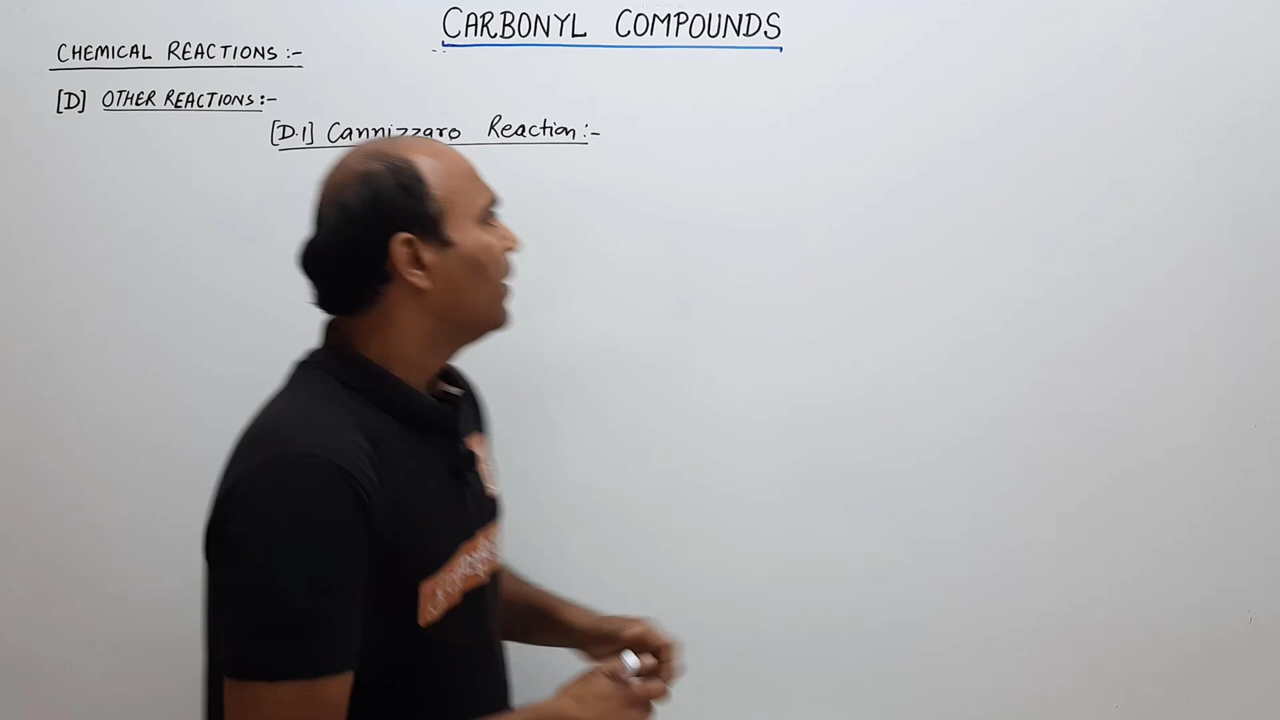 CARBONYL COMPOUNDS
CHEMICAL REACTIONS :-
[D] OTHER REACTIONS :-
[D.1] Cannizzaro Reaction :-